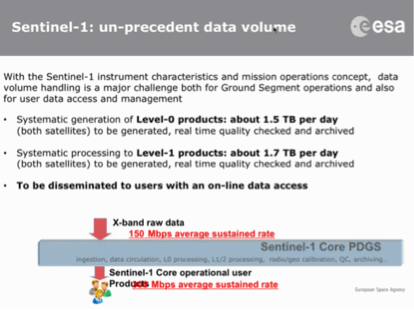 Sentinel-1: un-precedent data volume
esa
With the Sentinel-1 instrument characteristics and mission operations concept, data
volume handling is a major challenge both for Ground Segment operations and also
for user data access and management
• Systematic generation of Level-0 products: about 1.5 TB per day
(both satellites) to be generated, real time quality checked and archived
• Systematic processing to Level-1 products: about 1.7 TB per day
(both satellites) to be generated, real time quality checked and archived
• To be disseminated to users with an on-line data access
X-band raw data
150 Mbps average sustained rate
Sentinel-1 Core PDGS
ingestion, data circulation, L0 processing, L1/2 processing, radio/geo calibration, QC, archiving...
Sentinel-1 Core operational user
Products Mbps average sustained rate
European Space Agency